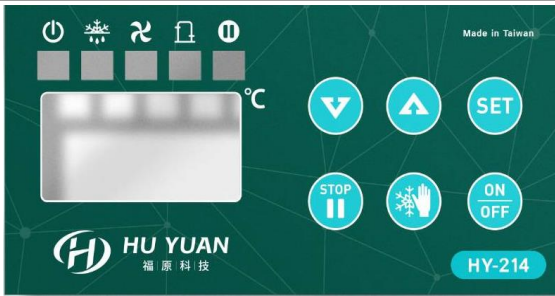 Made in Taiwan
℃
SET
STOP
ON
OFF
HU YUAN
福原科技
HY-214